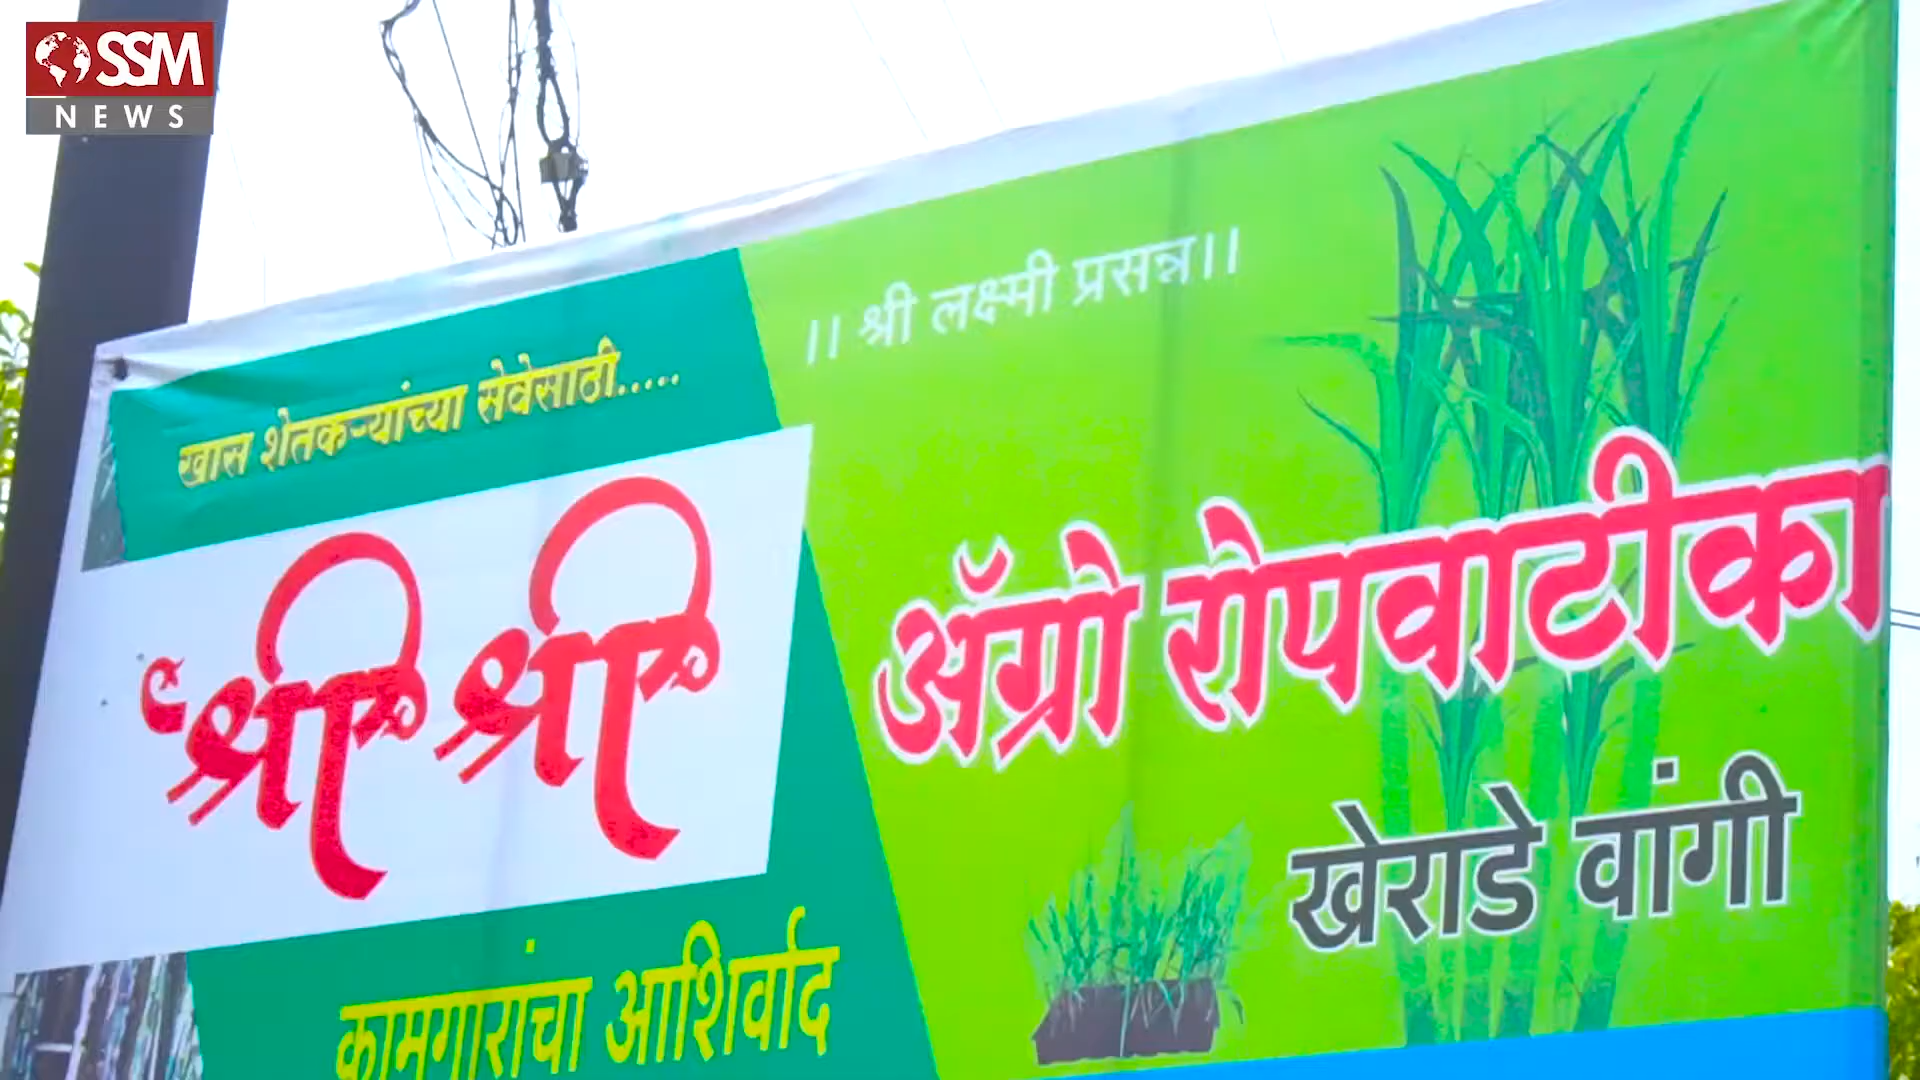 SSM
NEWS
।। श्री लक्ष्मी प्रसन्न।।
खास शेतकऱ्यांच्या सेवेसाठी.....
श्री श्री
ॲग्रो रोपवाटीका
खेराडे वांगी
कामगारांचा आशिर्वाद